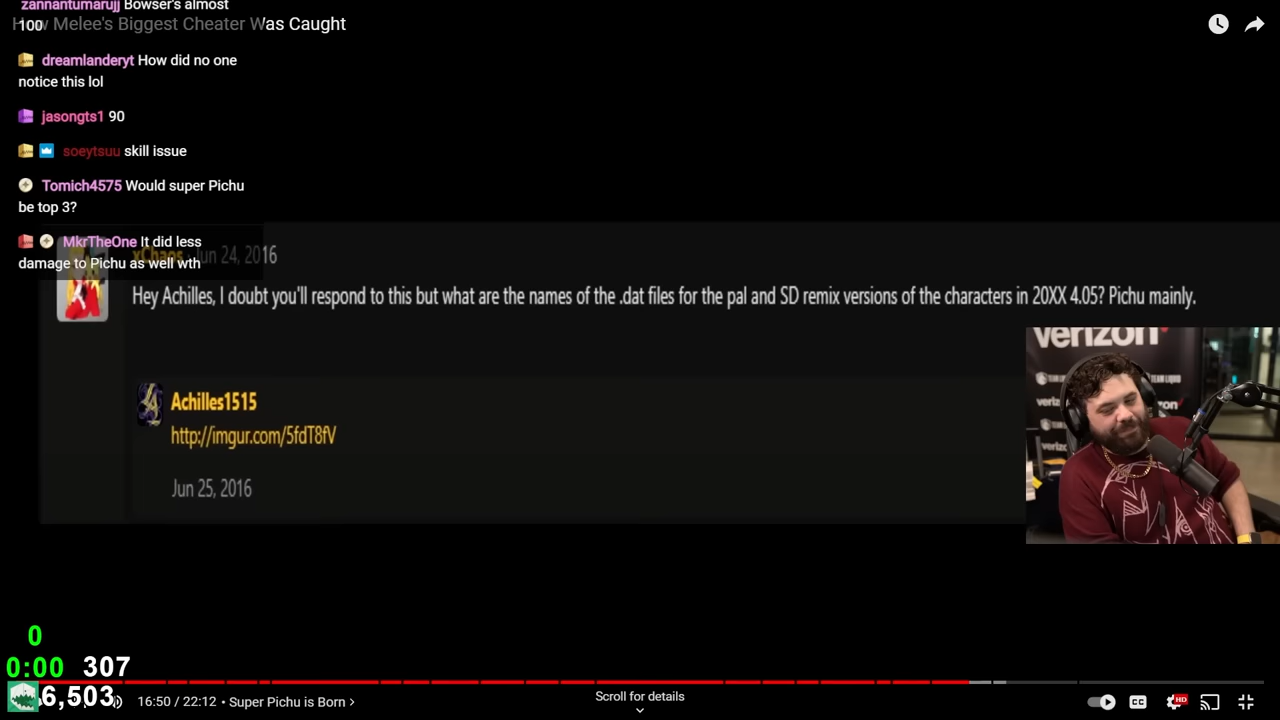 zannantumarujj Bowser's almost
100
How Melee's Biggest Cheater Was Caught
dreamlanderyt How did no one
notice this lol
jasongts1 90
soeytsuu skill issue
Tomich4575 Would super Pichu
be top 3?
MkrTheOne It did less
damage to Pichu as well wth
xChaos · Jun 24, 2016
Hey Achilles, I doubt you'll respond to this but what are the names of the .dat files for the pal and SD remix versions of the characters in 20XX 4.05? Pichu mainly.
Achilles1515
http://imgur.com/5fdT8fV
Jun 25, 2016
verizon
TEAM LIQUID
0
0:00 307
6,503
16:50 / 22:12 • Super Pichu is Born >
Scroll for details
CC
HD